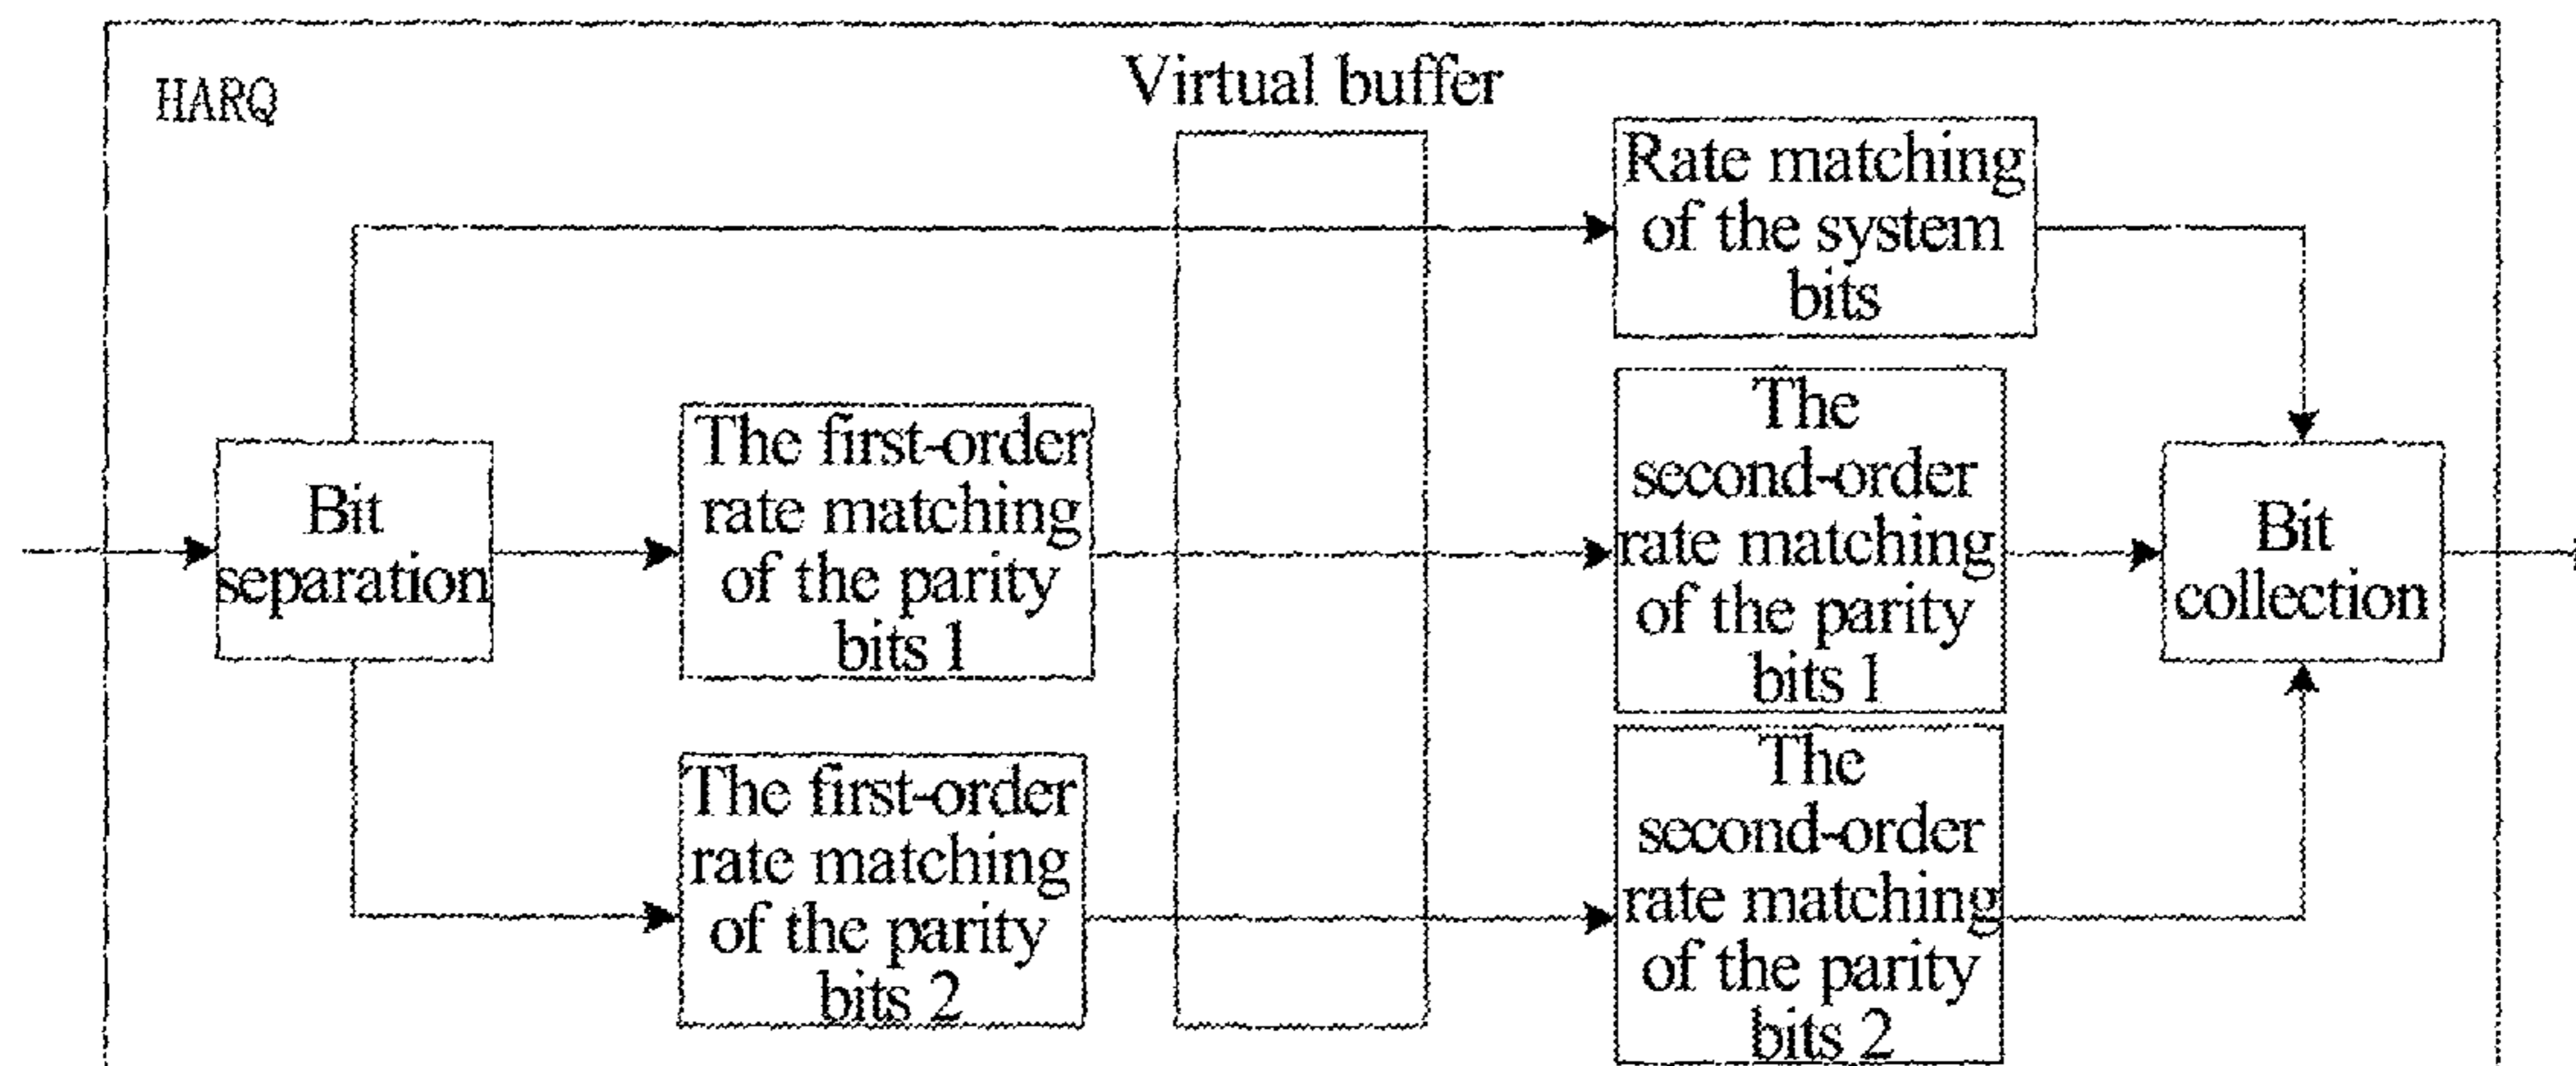 HARQ
Virtual buffer
Rate matching
of the system
bits
Bit
separation
The first-order
rate matching
of the parity
bits 1
The
second-order
rate matching
of the parity
bits 1
Bit
collection
The first-order
rate matching
of the parity
bits 2
The
second-order
rate matching
of the parity
bits 2